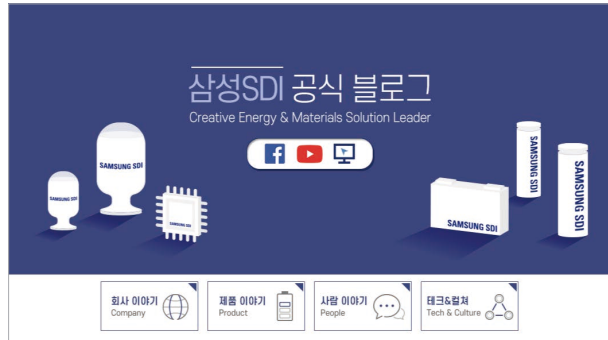 삼성SDI 공식 블로그
Creative Energy & Materials Solution Leader
SAMSUNG SDI
SAMSUNG SDI
SAMSUNG SDI
SAMSUNG SDI
SAMSUNG SDI
SAMSUNG SDI
회사 이야기
Company
제품 이야기
Product
사람 이야기
People
테크&컬쳐
Tech & Culture